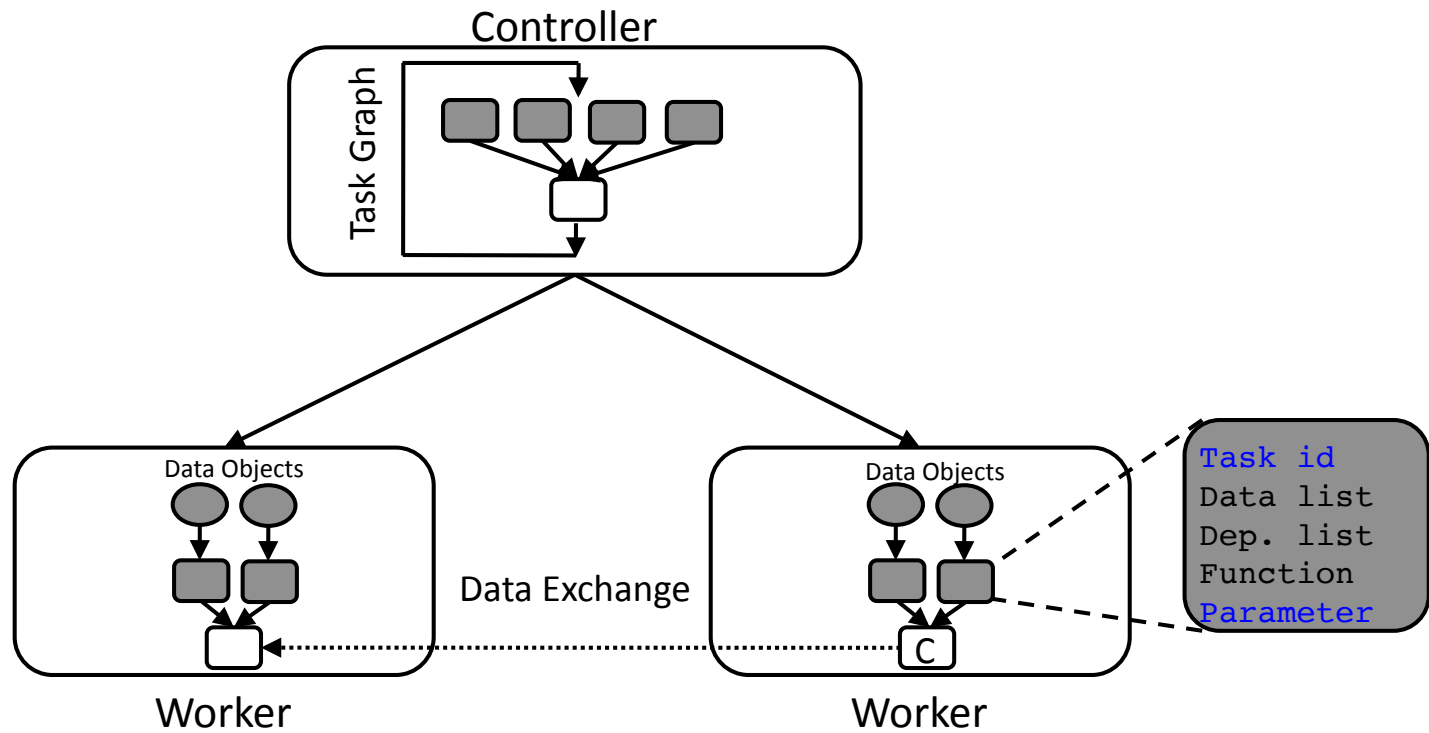 Controller
Task Graph
Data Objects
Data Objects
Task id
Data list
Dep. list
Function
Parameter
Data Exchange
C
Worker
Worker